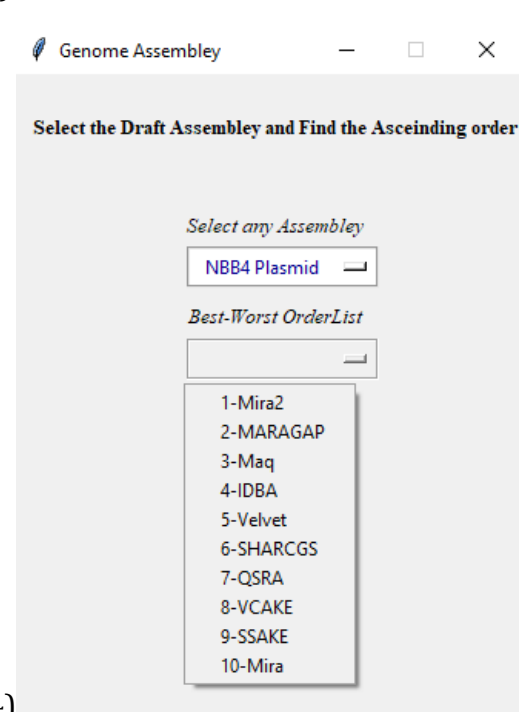 Genome Assembley
Select the Draft Assembley and Find the Asceinding order
Select any Assembley
NBB4 Plasmid
Best-Worst OrderList
1-Mira2
2-MARAGAP
3-Maq
4-IDBA
5-Velvet
6-SHARCGS
7-QSRA
8-VCAKE
9-SSAKE
10-Mira